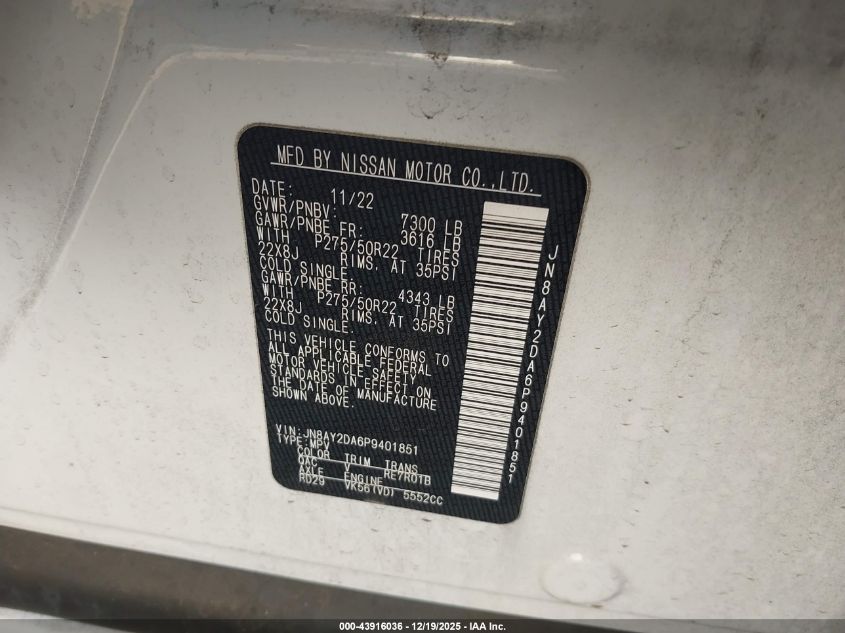 MFD BY NISSAN MOTOR CO.,LTD.
DATE: 11/22
GVWR/PNBV: 7300 LB
GAWR/PNBE FR: 3616 LB
WITH P275/50R22 TIRES
22X8J RIMS, AT 35PSI
COLD SINGLE.
GAWR/PNBE RR: 4343 LB
WITH P275/50R22 TIRES
22X8J RIMS, AT 35PSI
COLD SINGLE.
THIS VEHICLE CONFORMS TO
ALL APPLICABLE FEDERAL
MOTOR VEHICLE SAFETY
STANDARDS IN EFFECT ON
THE DATE OF MANUFACTURE
SHOWN ABOVE.
VIN:JN8AY2DA6P9401851
TYPE:MPV
COLOR TRIM TRANS
QAC V RE7R01B
AXLE ENGINE
RD29 VK56(VD) 5552CC
JN8AY2DA6P9401851
000-43916036 - 12/19/2025 - IAA Inc.